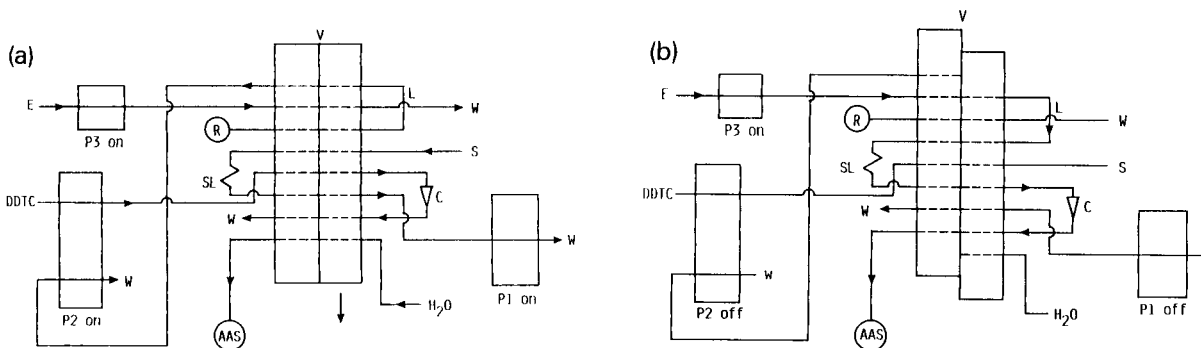 (a)
V
E
P3 on
L
W
R
S
SL
DDTC
C
W
W
W
P2 on
H2O
P1 on
AAS
(b)
V
E
P3 on
L
R
W
SL
S
DDTC
C
W
W
P2 off
H2O
P1 off
AAS